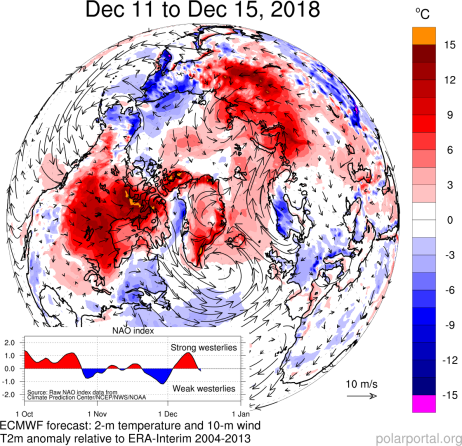 Dec 11 to Dec 15, 2018
°C
15
12
9
6
3
0
-3
-6
-9
-12
-15
10 m/s
NAO index
2.0
1.0
0.0
-1.0
-2.0
Strong westerlies
Weak westerlies
Source: Raw NAO index data from
Climate Prediction Center/NCEP/NWS/NOAA
1 Oct 1 Nov 1 Dec 1 Jan
ECMWF forecast: 2-m temperature and 10-m wind
T2m anomaly relative to ERA-Interim 2004-2013
polarportal.org